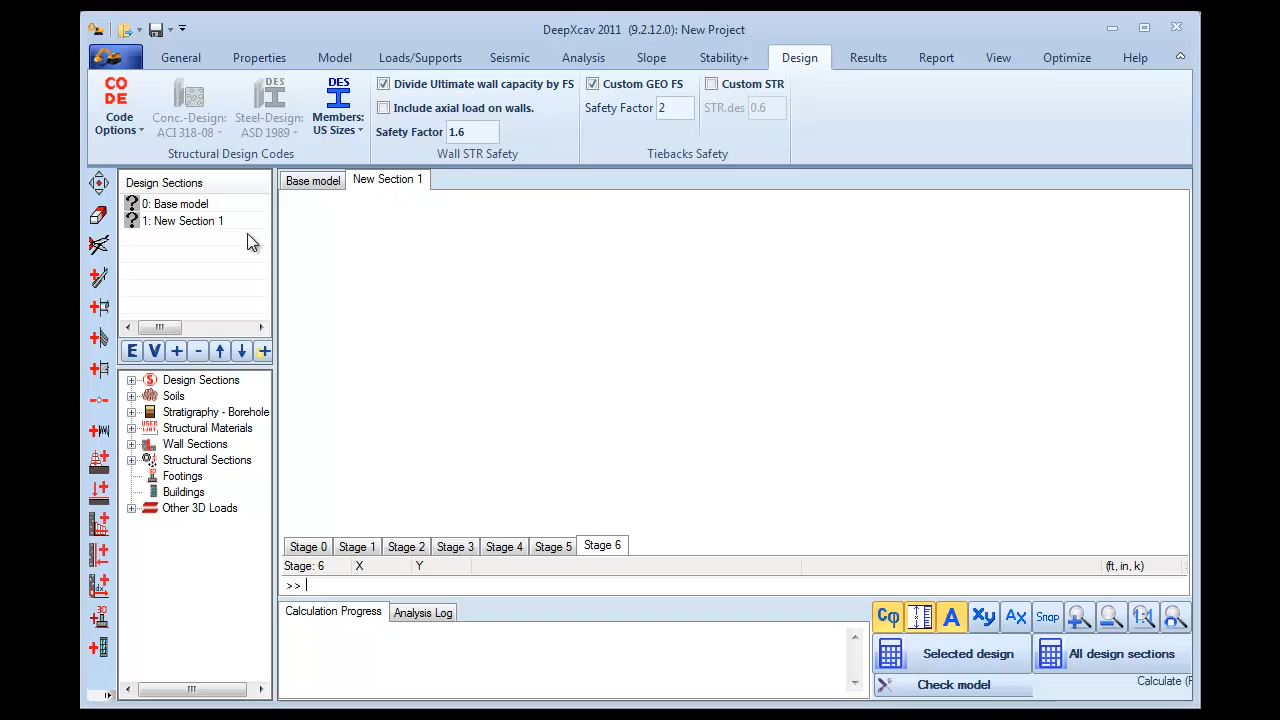 DeepXcav 2011 (9.2.12.0): New Project
General Properties Model Loads/Supports Seismic Analysis Slope Stability+ Design Results Report View Optimize Help
CODE
Code Options
Conc.-Design: ACI 318-08
DES
Steel-Design: ASD 1989
DES
Members: US Sizes
Structural Design Codes
Divide Ultimate wall capacity by FS
Include axial load on walls.
Safety Factor 1.6
Wall STR Safety
Custom GEO FS
Safety Factor 2
Custom STR
STR.des 0.6
Tiebacks Safety
Design Sections
0: Base model
1: New Section 1
E V + -
Design Sections
Soils
Stratigraphy - Borehole
Structural Materials
Wall Sections
Structural Sections
Footings
Buildings
Other 3D Loads
Base model New Section 1
Stage 0 Stage 1 Stage 2 Stage 3 Stage 4 Stage 5 Stage 6
Stage: 6 X Y (ft, in, k)
>>
Calculation Progress Analysis Log
Cφ A Xy Ax Snap 1:1
Selected design All design sections
Check model Calculate (F